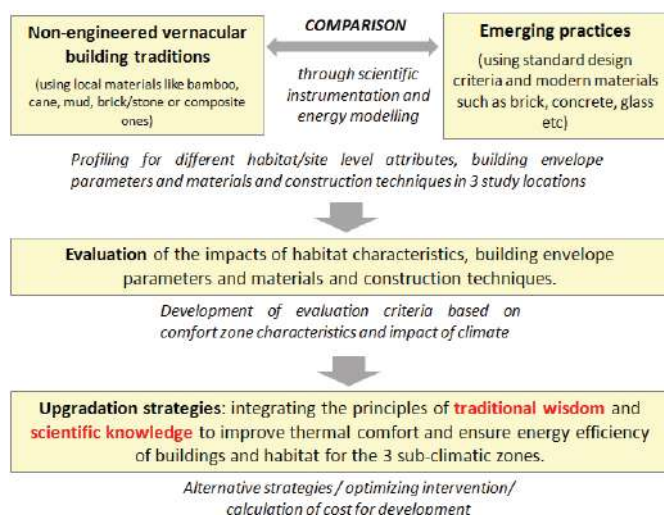 Non-engineered vernacular
building traditions
(using local materials like bamboo,
cane, mud, brick/stone or composite
ones)
COMPARISON
through scientific
instrumentation and
energy modelling
Emerging practices
(using standard design
criteria and modern materials
such as brick, concrete, glass
etc)
Profiling for different habitat/site level attributes, building envelope
parameters and materials and construction techniques in 3 study locations
Evaluation of the impacts of habitat characteristics, building envelope
parameters and materials and construction techniques.
Development of evaluation criteria based on
comfort zone characteristics and impact of climate
Upgradation strategies: integrating the principles of traditional wisdom and
scientific knowledge to improve thermal comfort and ensure energy efficiency
of buildings and habitat for the 3 sub-climatic zones.
Alternative strategies / optimizing intervention/
calculation of cost for development